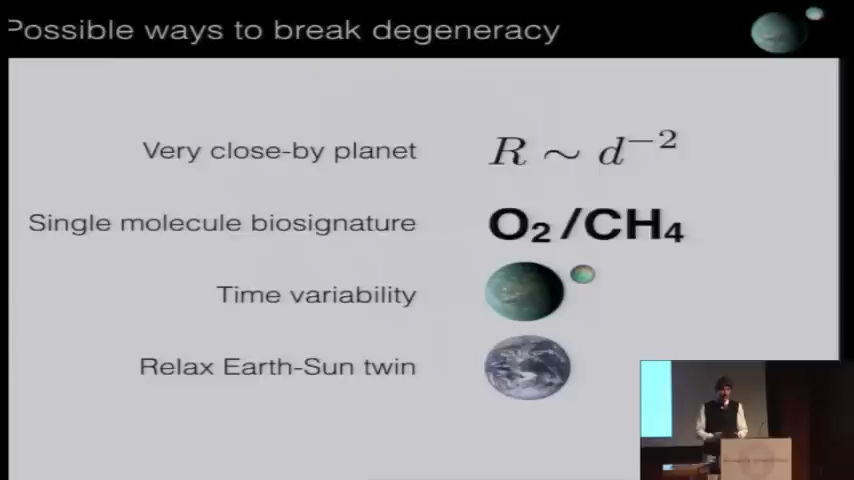 Possible ways to break degeneracy
Very close-by planet R ∼ d⁻²
Single molecule biosignature O₂/CH₄
Time variability
Relax Earth-Sun twin